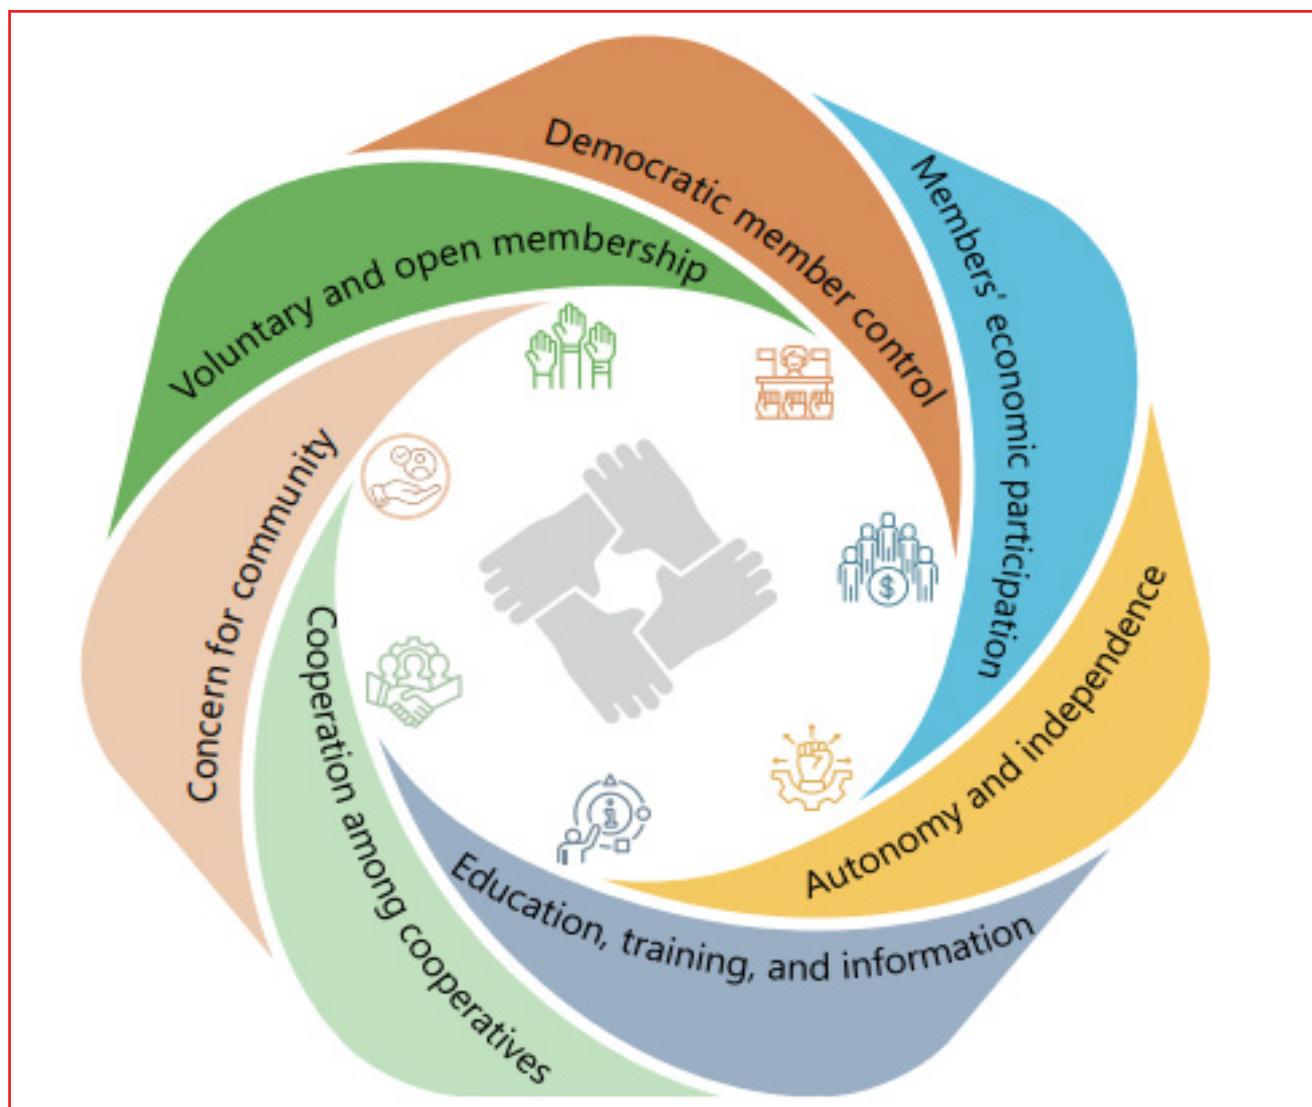 Voluntary and open membership
Democratic member control
Members' economic participation
Autonomy and independence
Education, training, and information
Cooperation among cooperatives
Concern for community
$
i